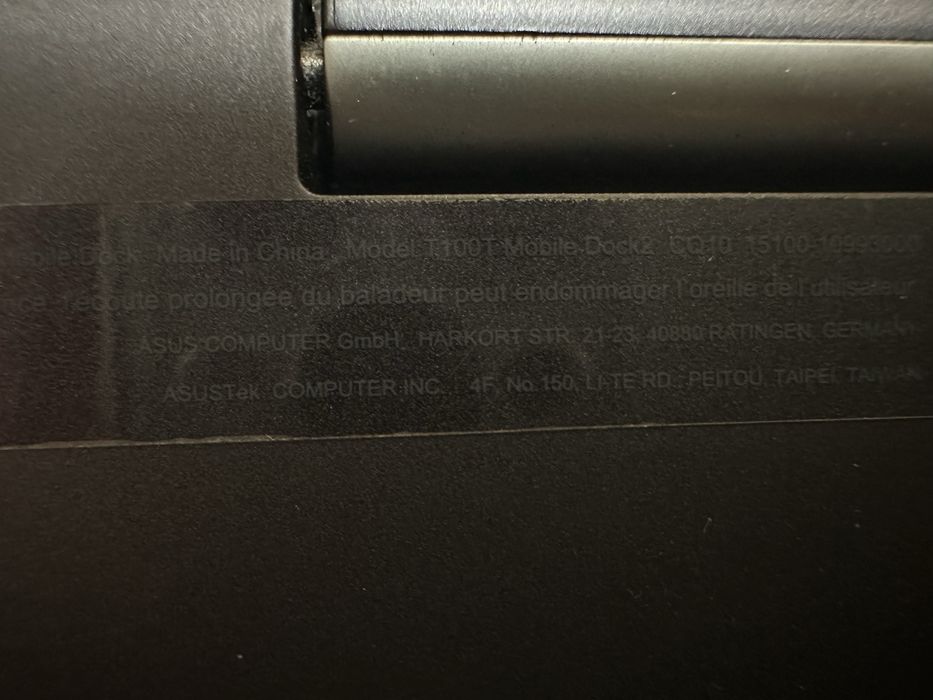 Mobile Dock Made in China Model T100T Mobile Dock2 CQ10
ce l'écoute prolongée du baladeur peut endommager l'oreille de l'utilisateur
ASUS COMPUTER GmbH HARKORT STR. 21-23, 40880 RATINGEN, GERMANY
ASUSTek COMPUTER INC. 4F, No.150, LI-TE RD., PEITOU, TAIPEI, TAIWAN